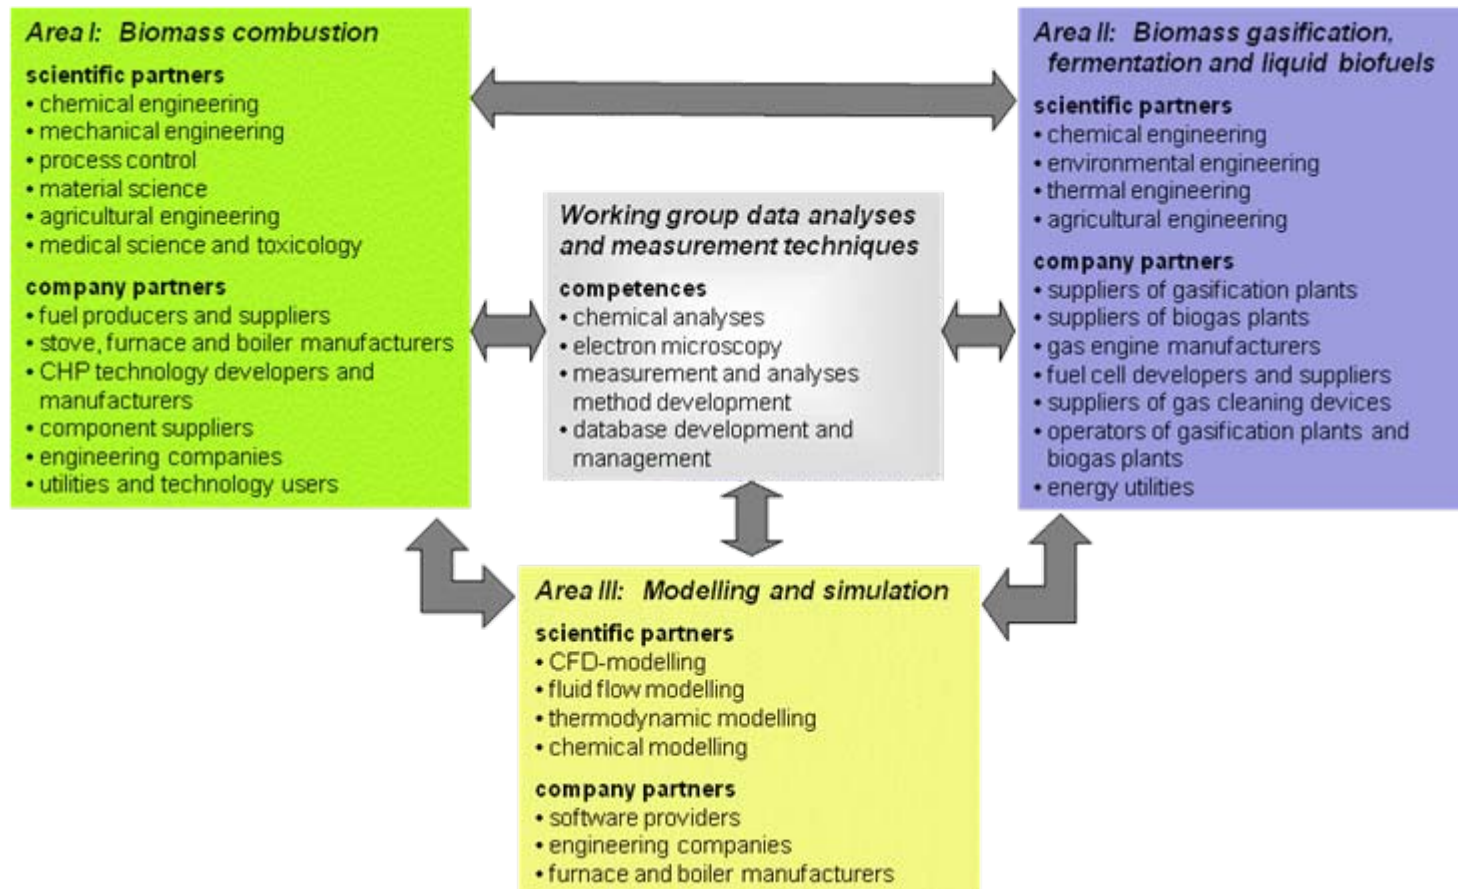 Area I: Biomass combustion
scientific partners
• chemical engineering
• mechanical engineering
• process control
• material science
• agricultural engineering
• medical science and toxicology
company partners
• fuel producers and suppliers
• stove, furnace and boiler manufacturers
• CHP technology developers and
manufacturers
• component suppliers
• engineering companies
• utilities and technology users
Area II: Biomass gasification,
fermentation and liquid biofuels
scientific partners
• chemical engineering
• environmental engineering
• thermal engineering
• agricultural engineering
company partners
• suppliers of gasification plants
• suppliers of biogas plants
• gas engine manufacturers
• fuel cell developers and suppliers
• suppliers of gas cleaning devices
• operators of gasification plants and
biogas plants
• energy utilities
Working group data analyses
and measurement techniques
competences
• chemical analyses
• electron microscopy
• measurement and analyses
method development
• database development and
management
Area III: Modelling and simulation
scientific partners
• CFD-modelling
• fluid flow modelling
• thermodynamic modelling
• chemical modelling
company partners
• software providers
• engineering companies
• furnace and boiler manufacturers